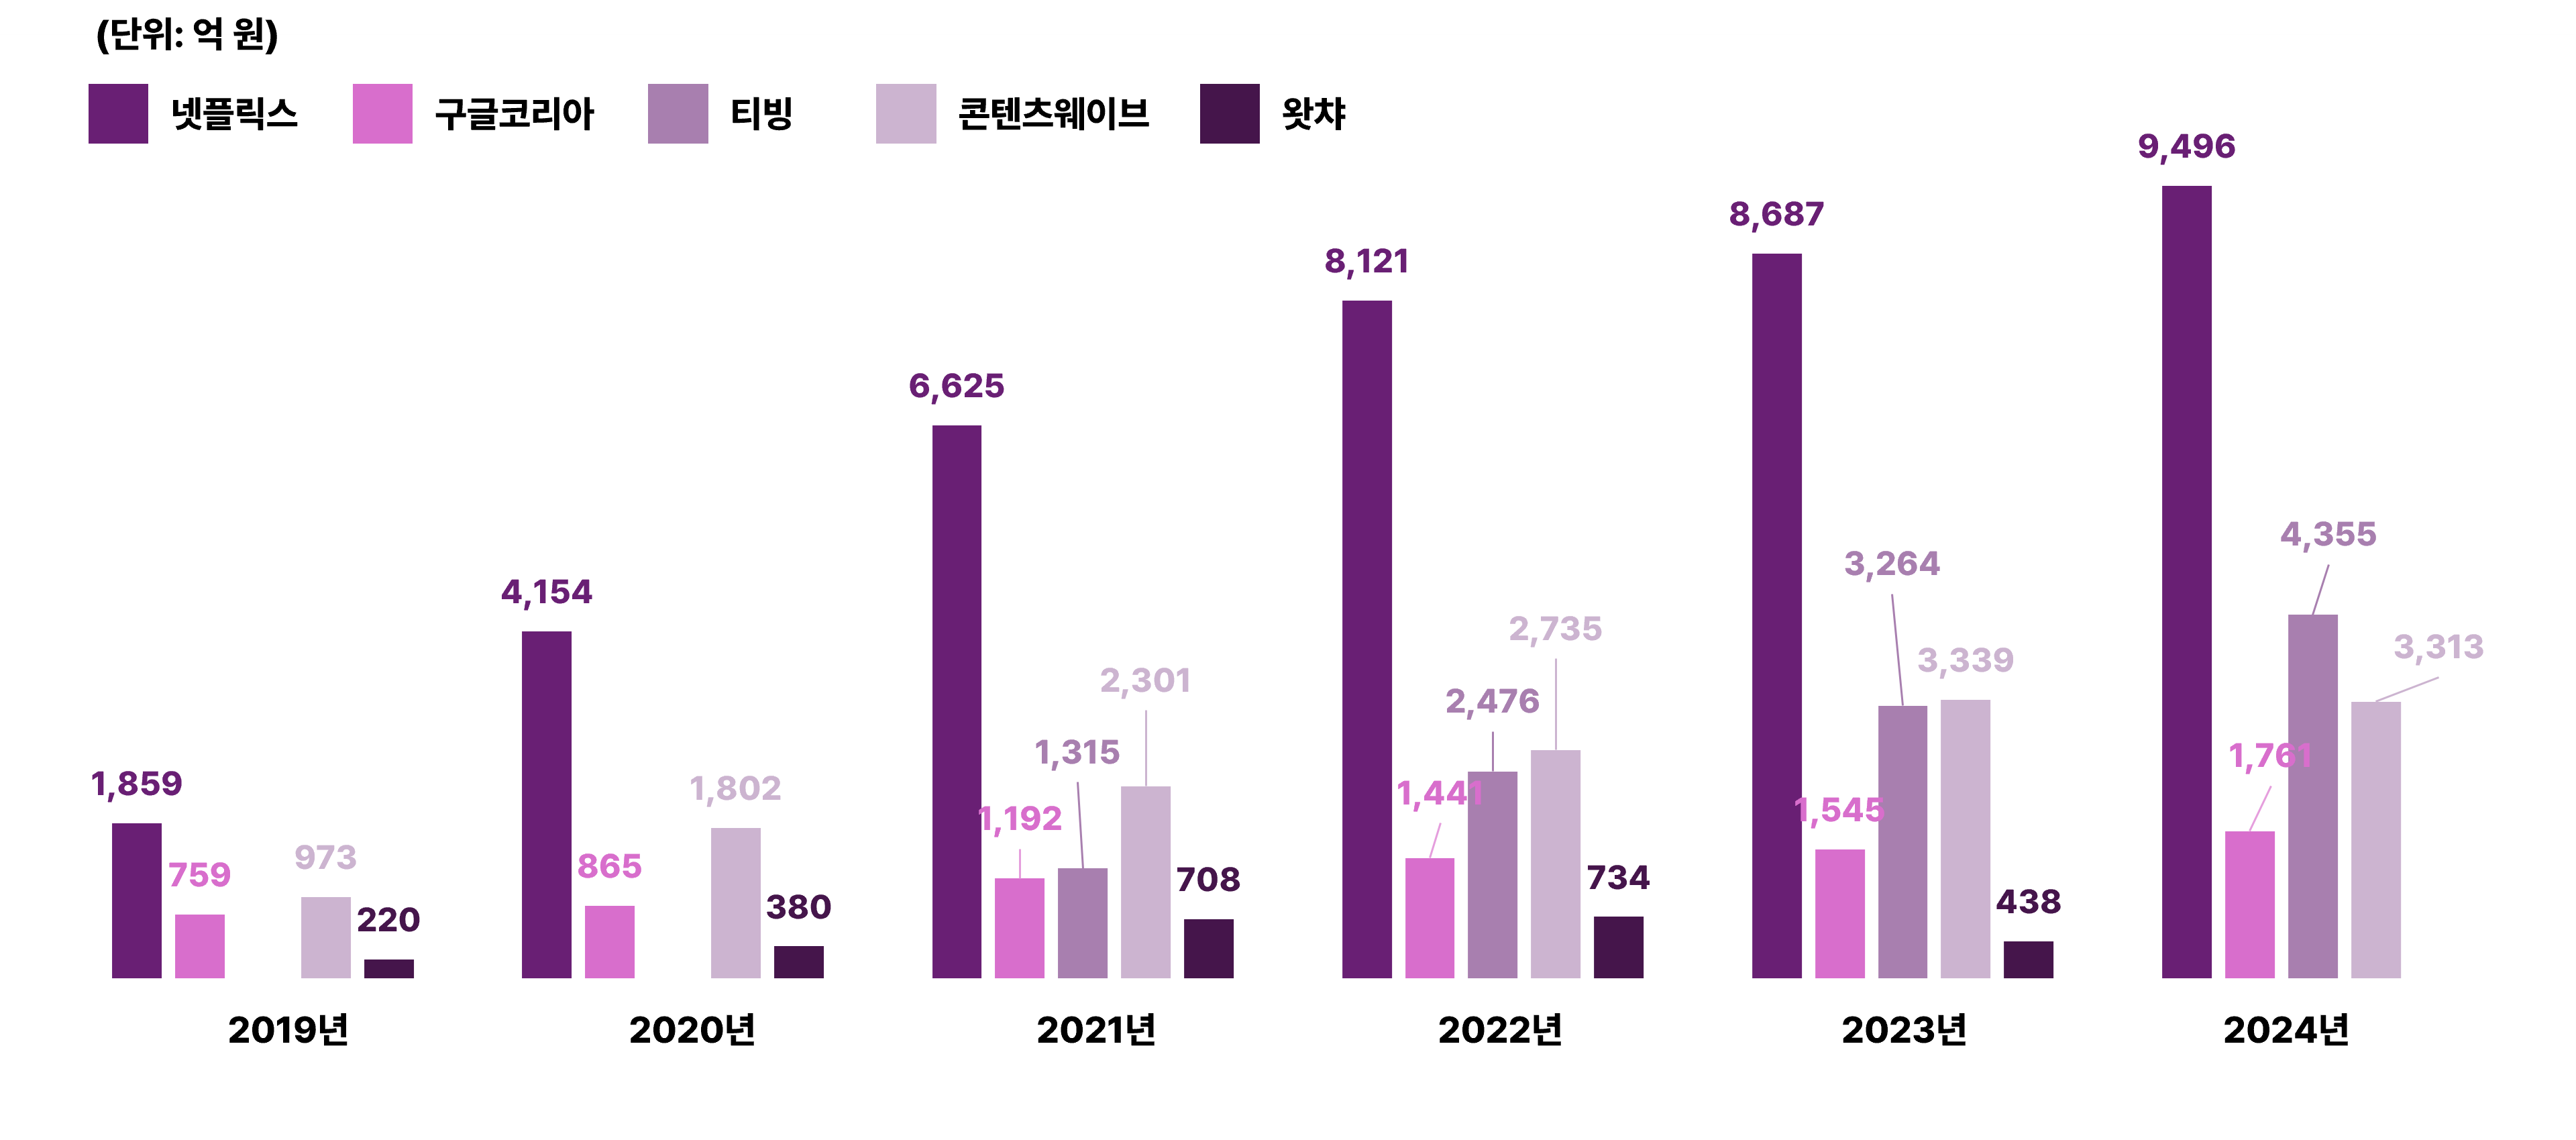 (단위: 억 원)
넷플릭스 구글코리아 티빙 콘텐츠웨이브 왓챠
1,859 759 973 220
4,154 865 1,802 380
6,625 1,192 1,315 2,301 708
8,121 1,441 2,476 2,735 734
8,687 1,545 3,264 3,339 438
9,496 1,761 4,355 3,313
2019년 2020년 2021년 2022년 2023년 2024년